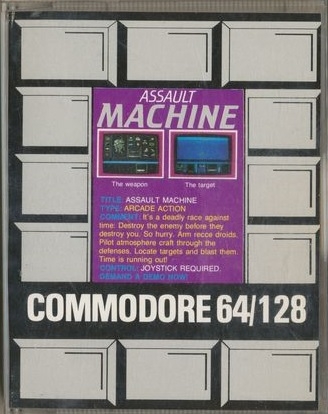 ASSAULT
MACHINE
The weapon The target
TITLE: ASSAULT MACHINE
TYPE: ARCADE ACTION
COMMENT: It's a deadly race against
time: Destroy the enemy before they
destroy you. So hurry. Arm recce droids.
Pilot atmosphere craft through the
defenses. Locate targets and blast them.
Time is running out!
CONTROL: JOYSTICK REQUIRED.
DEMAND A DEMO NOW!
COMMODORE 64/128